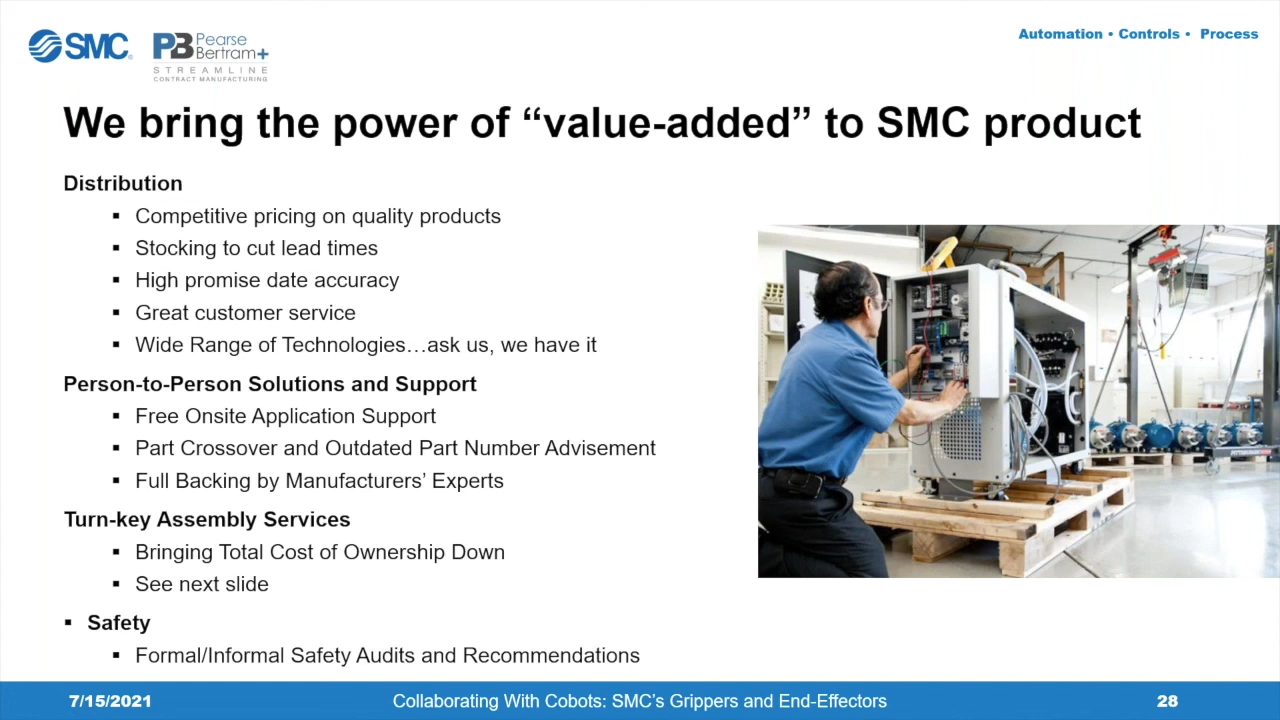 SMC
PB Pearse
Bertram+
STREAMLINE
CONTRACT MANUFACTURING
Automation • Controls • Process
We bring the power of “value-added” to SMC product
Distribution
▪ Competitive pricing on quality products
▪ Stocking to cut lead times
▪ High promise date accuracy
▪ Great customer service
▪ Wide Range of Technologies…ask us, we have it
Person-to-Person Solutions and Support
▪ Free Onsite Application Support
▪ Part Crossover and Outdated Part Number Advisement
▪ Full Backing by Manufacturers’ Experts
Turn-key Assembly Services
▪ Bringing Total Cost of Ownership Down
▪ See next slide
▪ Safety
▪ Formal/Informal Safety Audits and Recommendations
7/15/2021
Collaborating With Cobots: SMC’s Grippers and End-Effectors
28